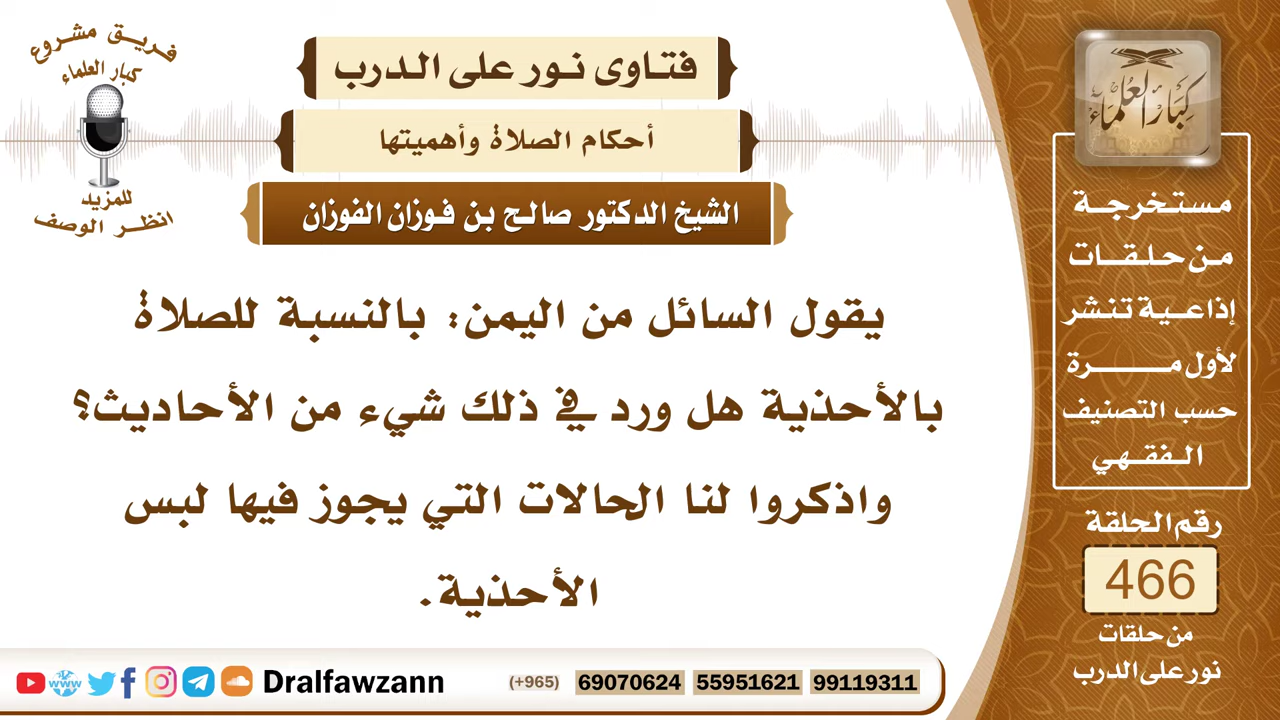 فريق مشروع
كبار العلماء
للمزيد
انظر الوصف
فتاوى نور على الدرب
أحكام الصلاة وأهميتها
الشيخ الدكتور صالح بن فوزان الفوزان
يقول السائل من اليمن: بالنسبة للصلاة
بالأحذية هل ورد في ذلك شيء من الأحاديث؟
واذكروا لنا الحالات التي يجوز فيها لبس
الأحذية.
كبار العلماء
مستخرجة
من حلقات
إذاعية تنشر
لأول مرة
حسب التصنيف
الفقهي
رقم الحلقة
466
من حلقات
نور على الدرب
www Dralfawzann (+965) 69070624 55951621 99119311